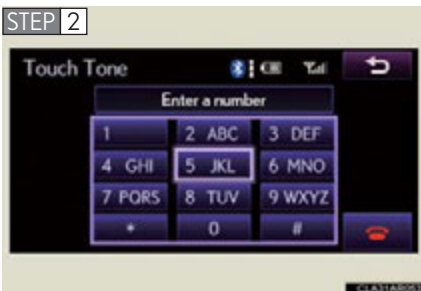 STEP 2
Touch Tone
Enter a number
1 2 ABC 3 DEF
4 GHI 5 JKL 6 MNO
7 PQRS 8 TUV 9 WXYZ
* 0 #